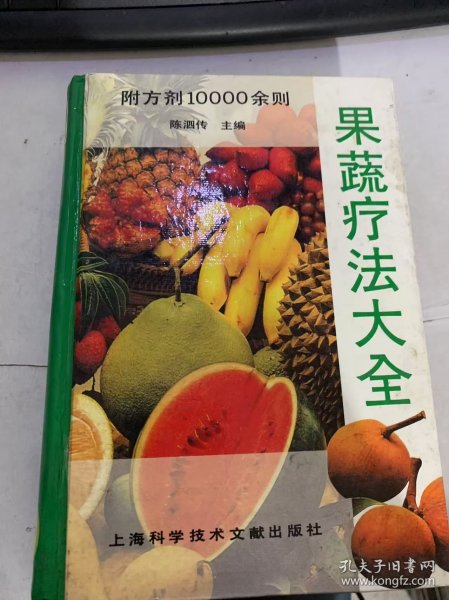 附方剂10000余则
陈泗传 主编
果蔬疗法大全
上海科学技术文献出版社
孔夫子旧书网
www.kongfz.com